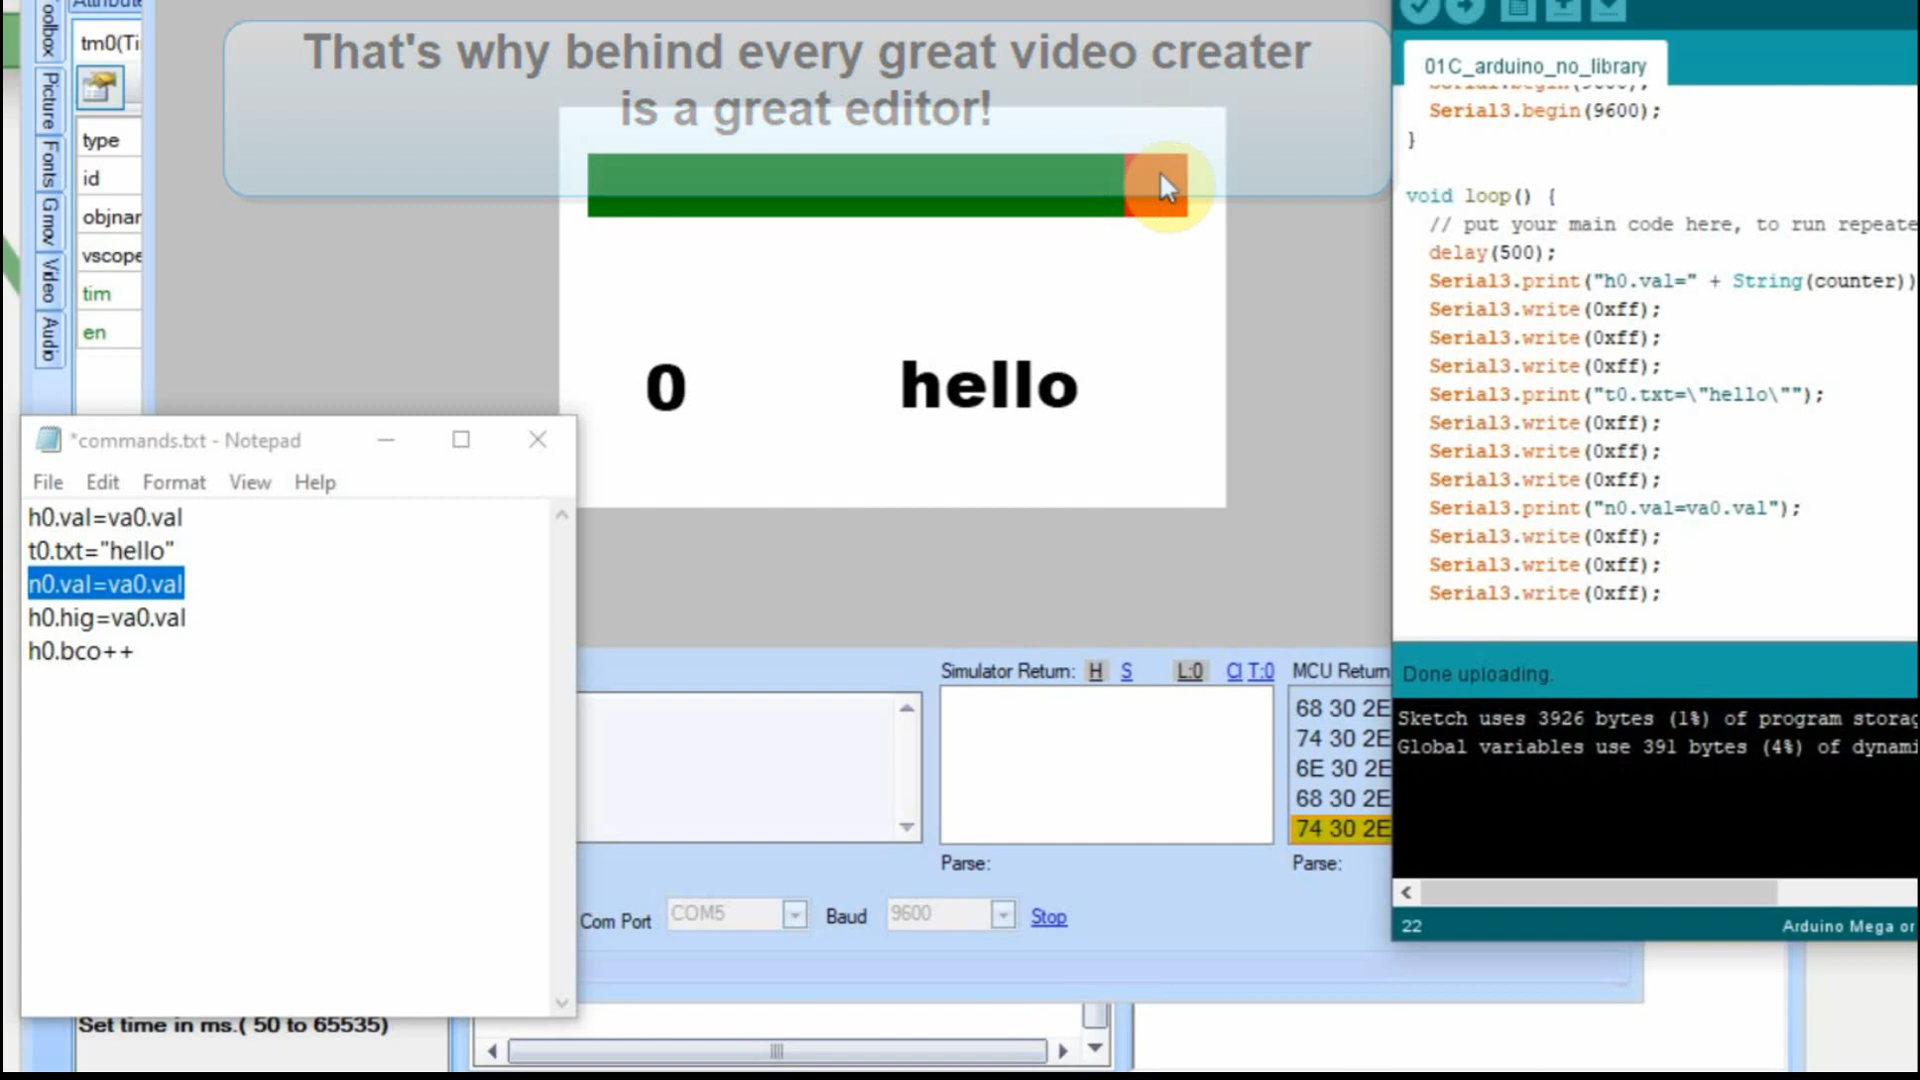 That's why behind every great video creater
is a great editor!
Toolbox
Picture
Fonts
Gmov
Video
Audio
tm0(Ti
type
id
objnar
vscope
tim
en
0
hello
*commands.txt - Notepad
File Edit Format View Help
h0.val=va0.val
t0.txt="hello"
n0.val=va0.val
h0.hig=va0.val
h0.bco++
Set time in ms.( 50 to 65535)
Simulator Return: H S L:0 Cl T:0
Parse:
MCU Return
68 30 2E
74 30 2E
6E 30 2E
68 30 2E
74 30 2E
Parse:
Com Port COM5 Baud 9600 Stop
01C_arduino_no_library
Serial3.begin(9600);
}
void loop() {
// put your main code here, to run repeate
delay(500);
Serial3.print("h0.val=" + String(counter))
Serial3.write(0xff);
Serial3.write(0xff);
Serial3.write(0xff);
Serial3.print("t0.txt=\"hello\"");
Serial3.write(0xff);
Serial3.write(0xff);
Serial3.write(0xff);
Serial3.print("n0.val=va0.val");
Serial3.write(0xff);
Serial3.write(0xff);
Serial3.write(0xff);
Done uploading.
Sketch uses 3926 bytes (1%) of program storag
Global variables use 391 bytes (4%) of dynami
22
Arduino Mega or